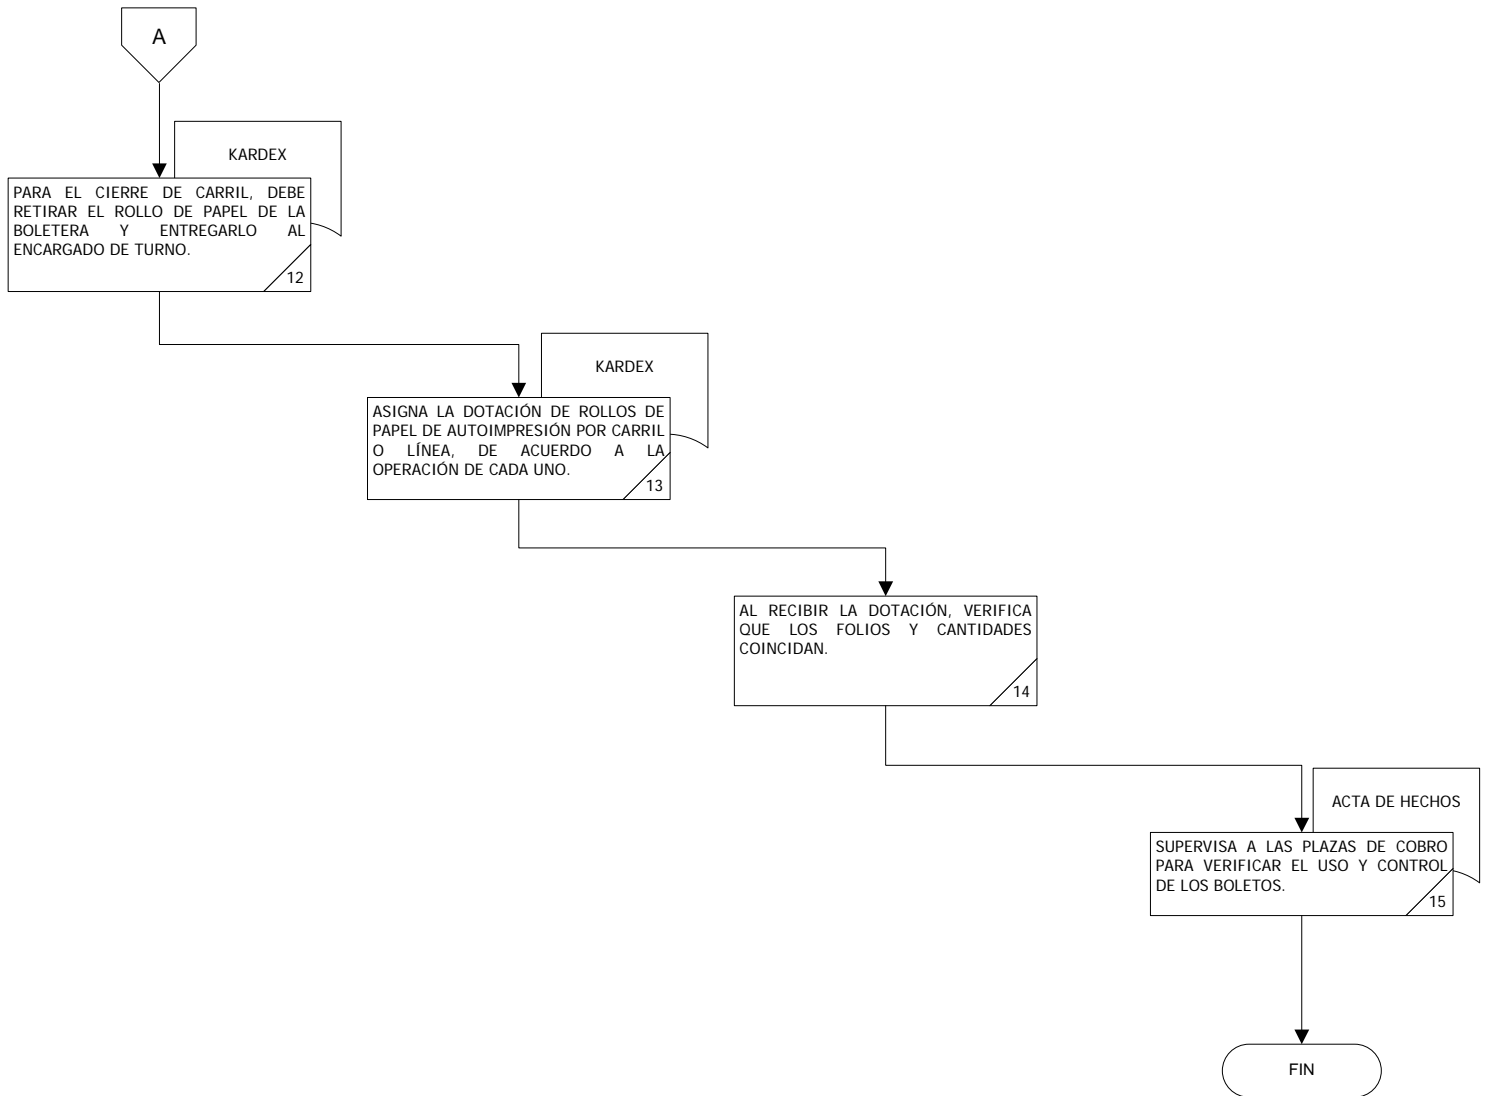 A
KARDEX
PARA EL CIERRE DE CARRIL, DEBE
RETIRAR EL ROLLO DE PAPEL DE LA
BOLETERA Y ENTREGARLO AL
ENCARGADO DE TURNO.
12
KARDEX
ASIGNA LA DOTACIÓN DE ROLLOS DE
PAPEL DE AUTOIMPRESIÓN POR CARRIL
O LÍNEA, DE ACUERDO A LA
OPERACIÓN DE CADA UNO.
13
AL RECIBIR LA DOTACIÓN, VERIFICA
QUE LOS FOLIOS Y CANTIDADES
COINCIDAN.
14
ACTA DE HECHOS
SUPERVISA A LAS PLAZAS DE COBRO
PARA VERIFICAR EL USO Y CONTROL
DE LOS BOLETOS.
15
FIN